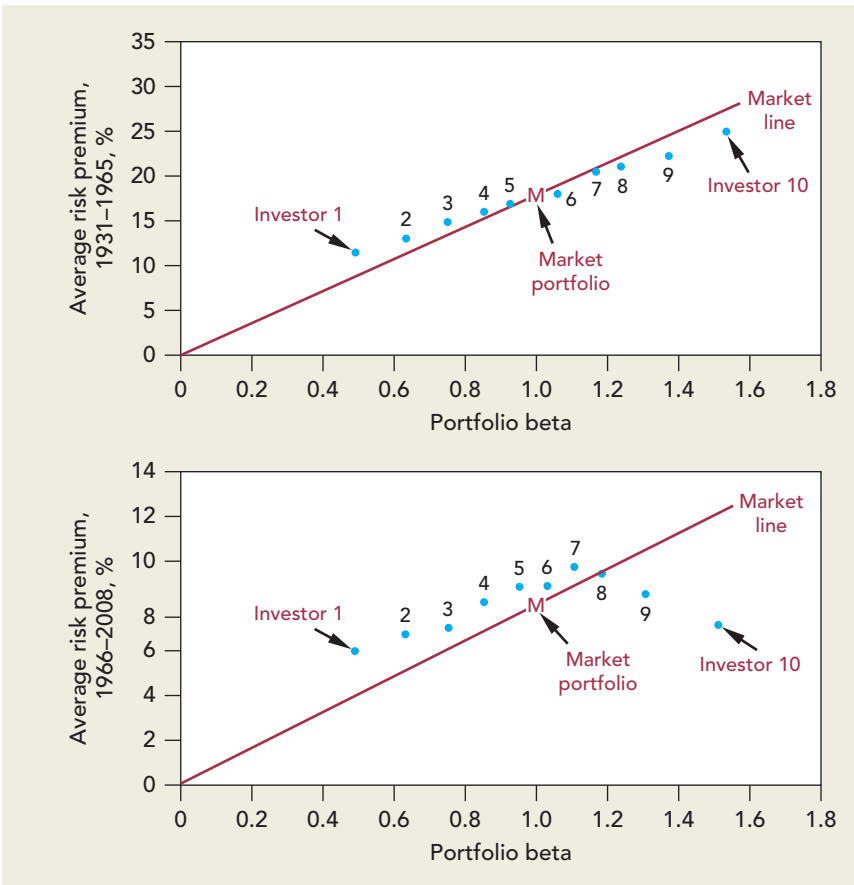 Average risk premium,
1931–1965, %
35
30
25
20
15
10
5
0
Market
line
Investor 1
2
3
4
5
M
6
7
8
9
Investor 10
Market
portfolio
0 0.2 0.4 0.6 0.8 1.0 1.2 1.4 1.6 1.8
Portfolio beta
Average risk premium,
1966–2008, %
14
12
10
8
6
4
2
0
Market
line
Investor 1
2
3
4
5
6
7
M
8
9
Investor 10
Market
portfolio
0 0.2 0.4 0.6 0.8 1.0 1.2 1.4 1.6 1.8
Portfolio beta